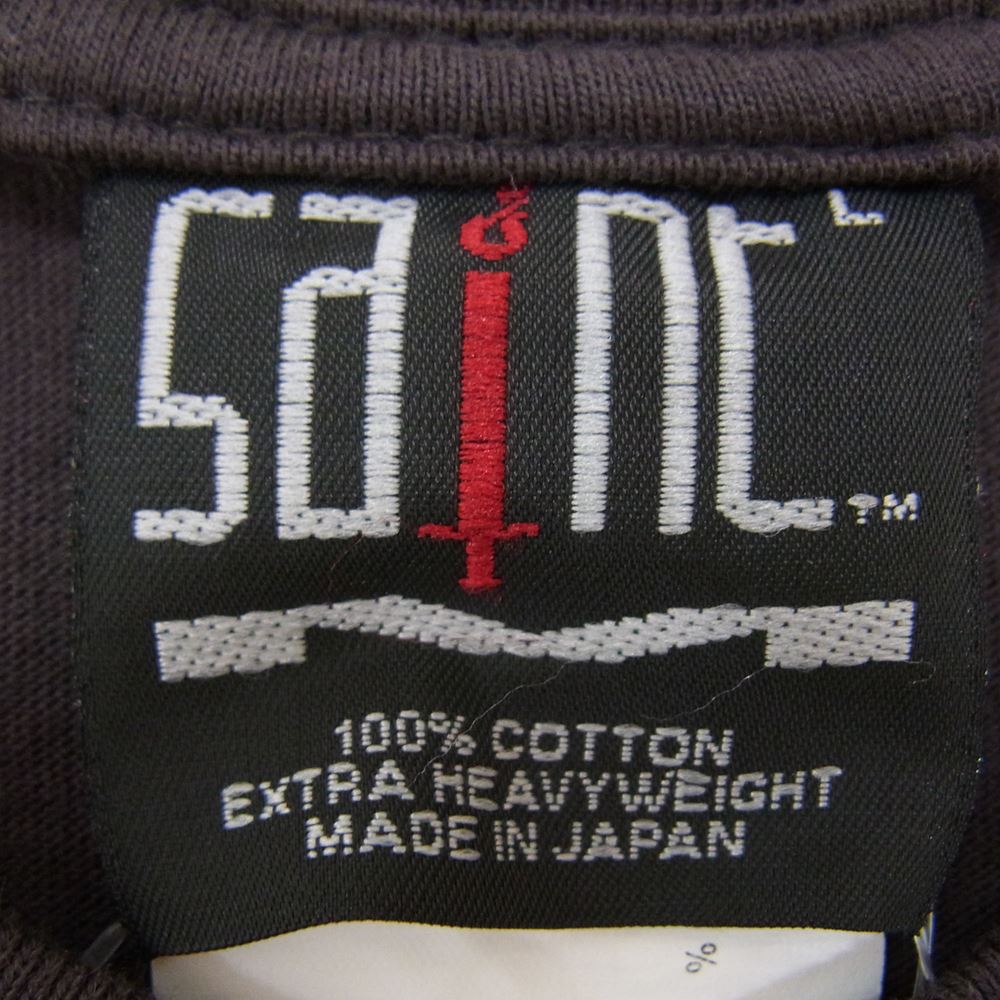 saint L
™
100% COTTON
EXTRA HEAVYWEIGHT
MADE IN JAPAN
%